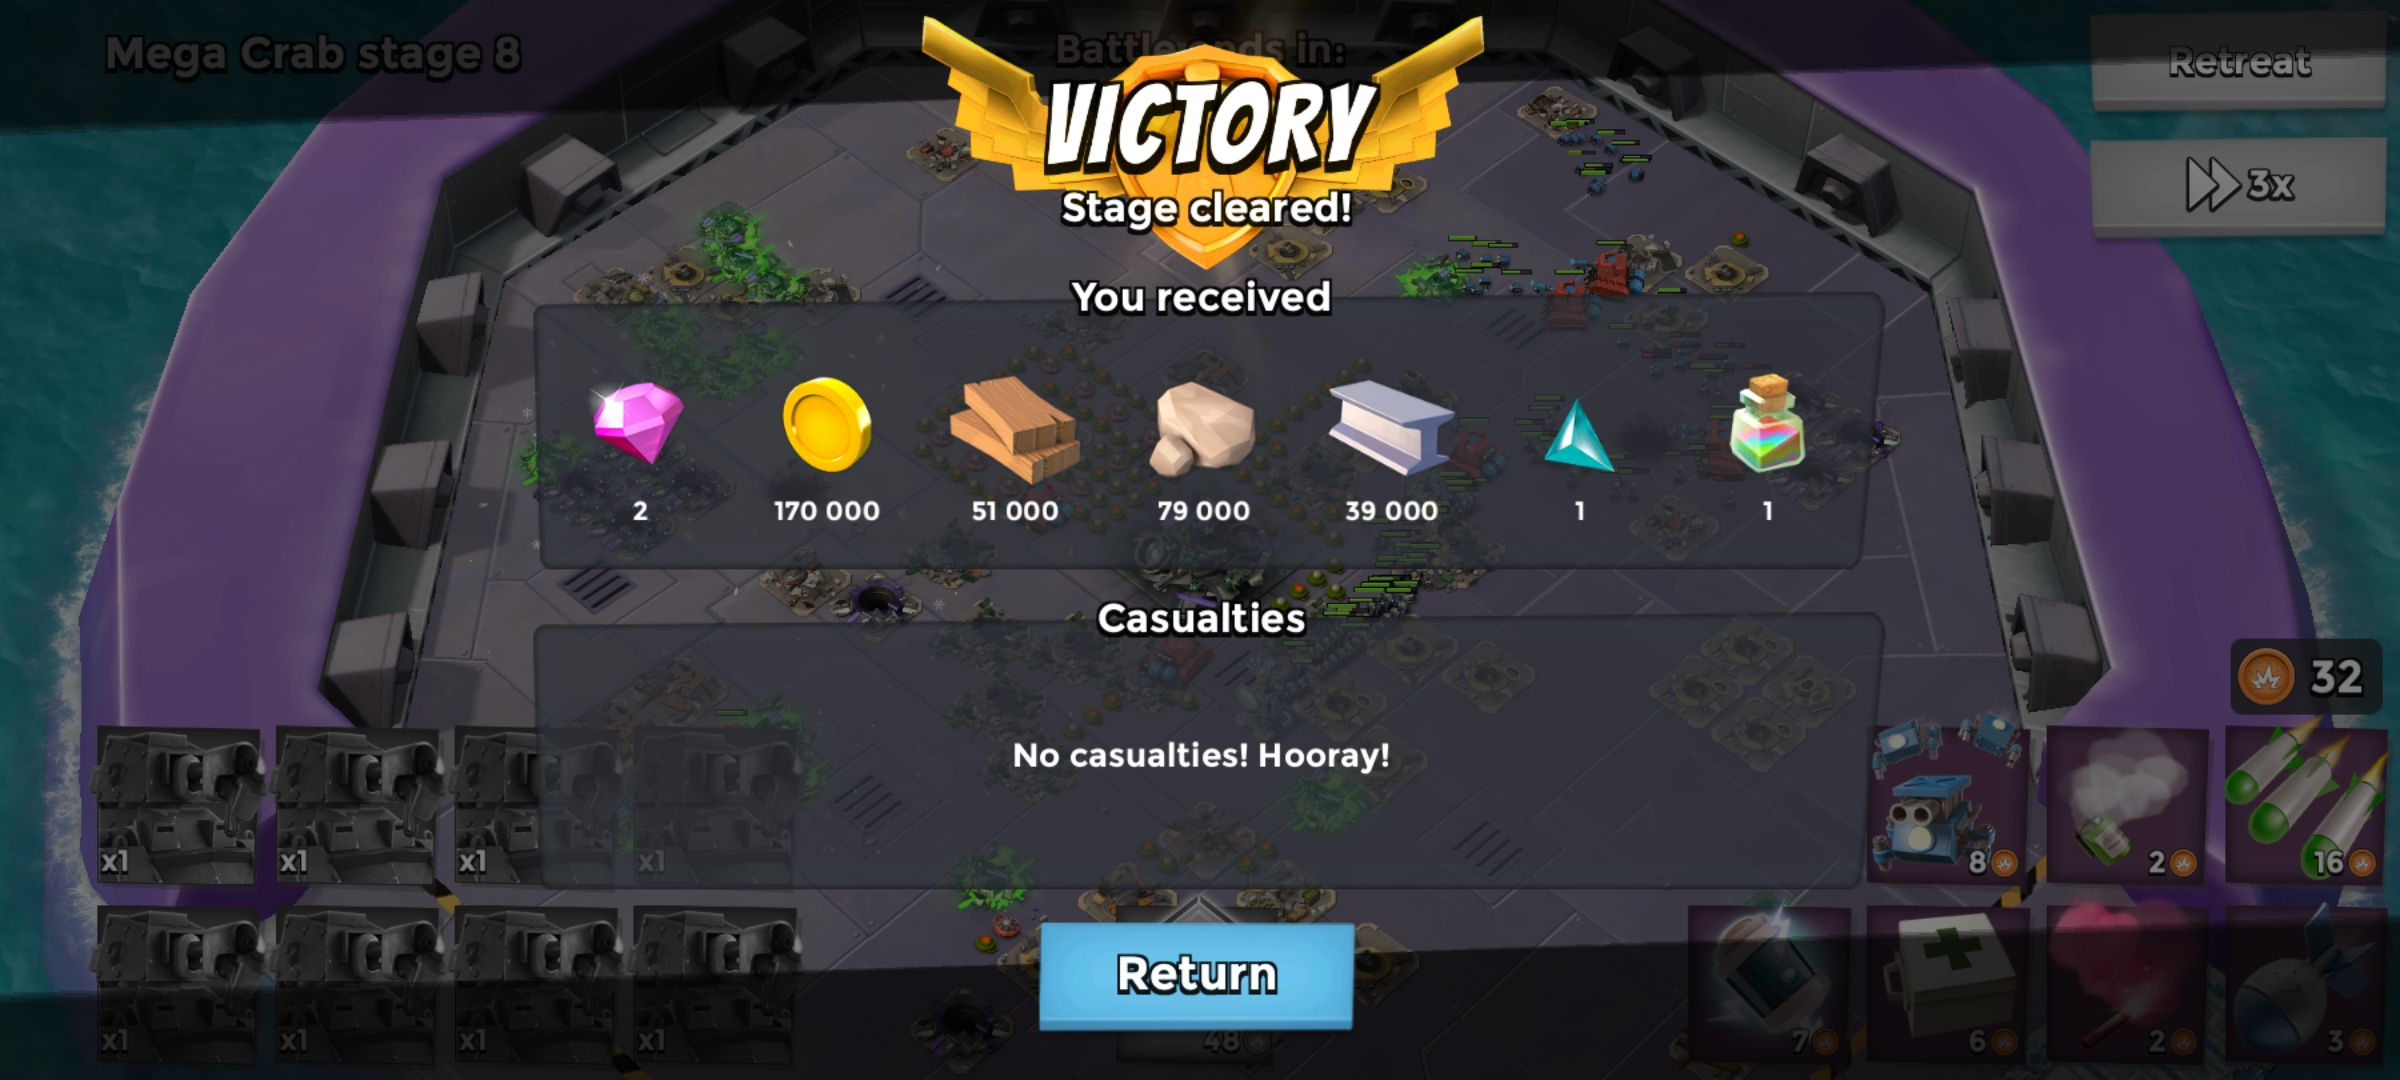 Mega Crab stage 8
Battle ends in:
Retreat
VICTORY
3x
Stage cleared!
You received
2
170 000
51 000
79 000
39 000
1
1
Casualties
32
No casualties! Hooray!
x1
x1
x1
x1
8
2
16
Return
x1
x1
x1
x1
48
7
6
2
3